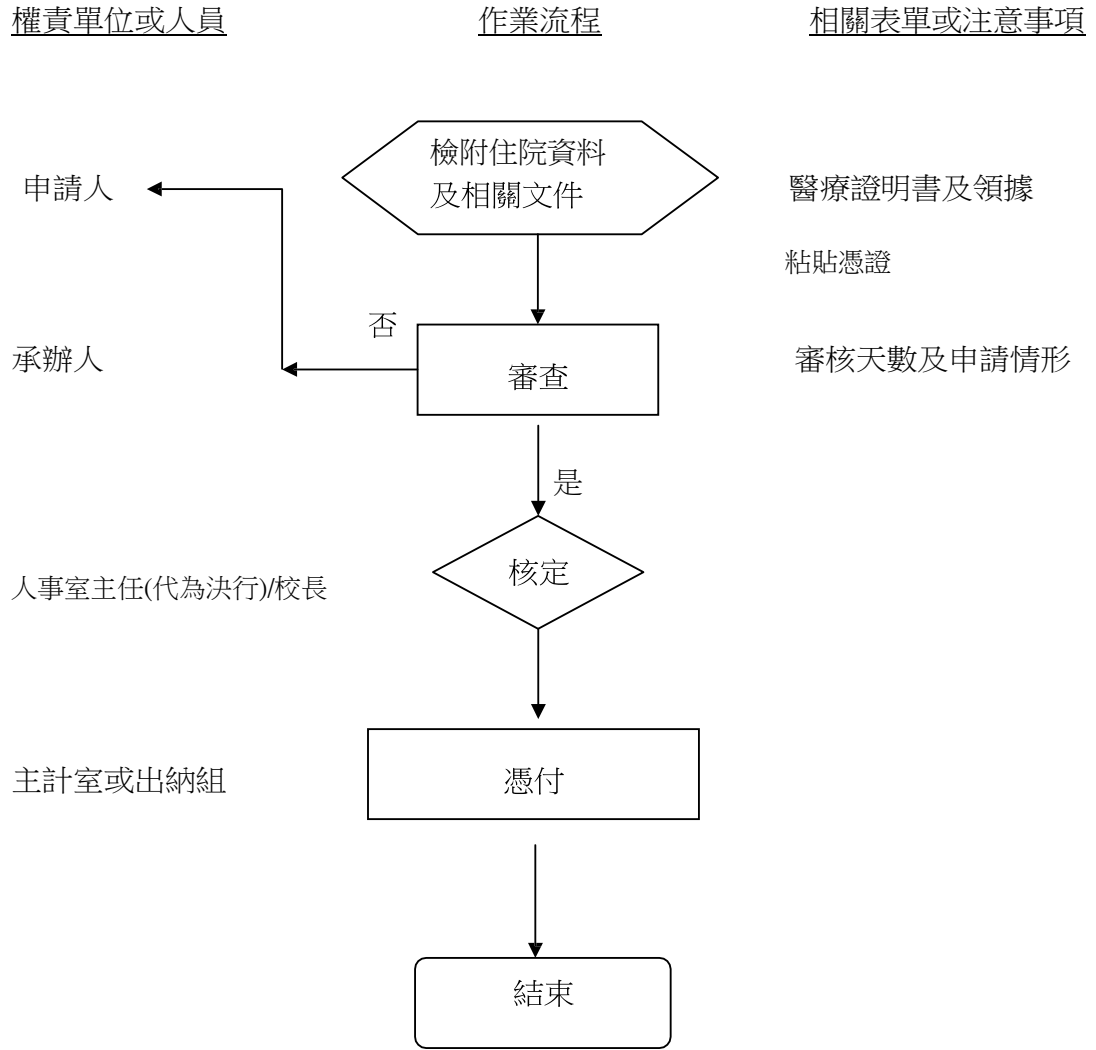 權責單位或人員
作業流程
相關表單或注意事項
檢附住院資料
及相關文件
申請人
醫療證明書及領據
粘貼憑證
否
承辦人
審查
審核天數及申請情形
是
核定
人事室主任(代為決行)/校長
主計室或出納組
憑付
結束